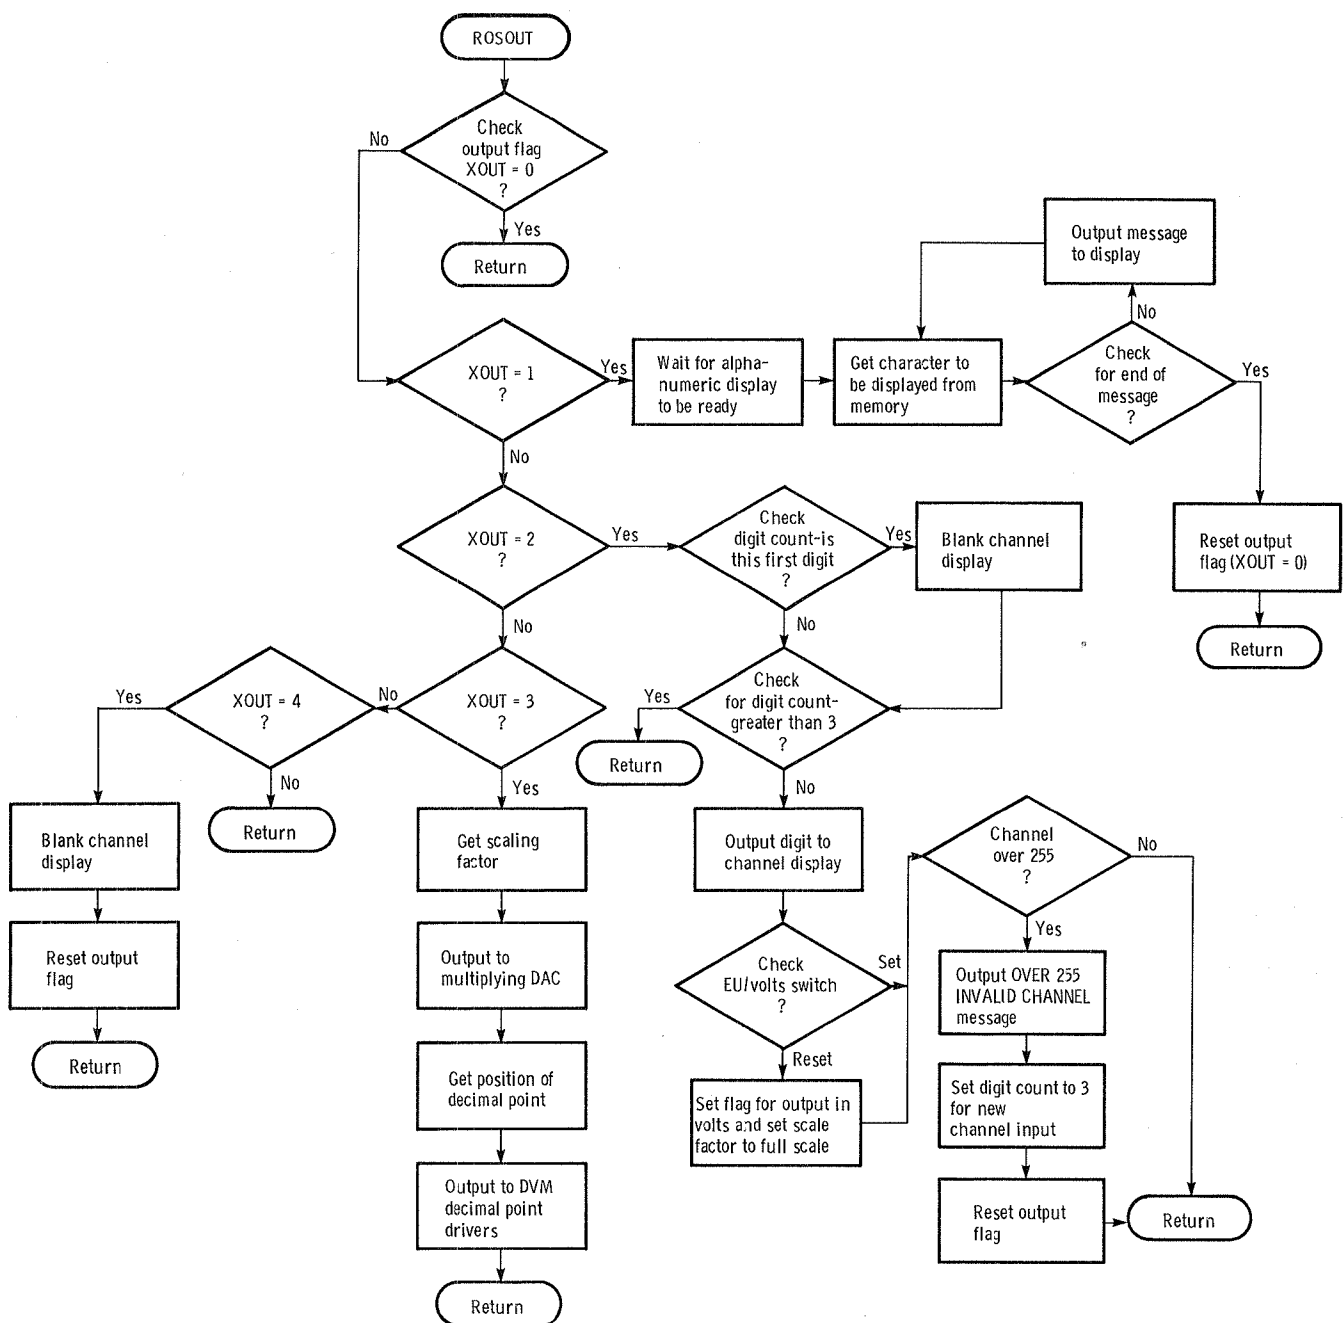 ROSOUT
Check
output flag
XOUT = 0
?
No
Yes
Return
Output message
to display
No
XOUT = 1
?
Yes
Wait for alpha-
numeric display
to be ready
Get character to
be displayed from
memory
Check
for end of
message
?
Yes
No
XOUT = 2
?
Yes
Check
digit count-is
this first digit
?
Yes
Blank channel
display
Reset output
flag (XOUT = 0)
Return
No
No
Yes
XOUT = 4
?
No
XOUT = 3
?
Yes
Check
for digit count-
greater than 3
?
Return
No
Return
Yes
No
Blank channel
display
Reset output
flag
Return
Get scaling
factor
Output to
multiplying DAC
Get position of
decimal point
Output to DVM
decimal point
drivers
Return
Output digit to
channel display
Check
EU/volts switch
?
Set
Reset
Set flag for output in
volts and set scale
factor to full scale
Channel
over 255
?
No
Yes
Output OVER 255
INVALID CHANNEL
message
Set digit count to 3
for new
channel input
Reset output
flag
Return